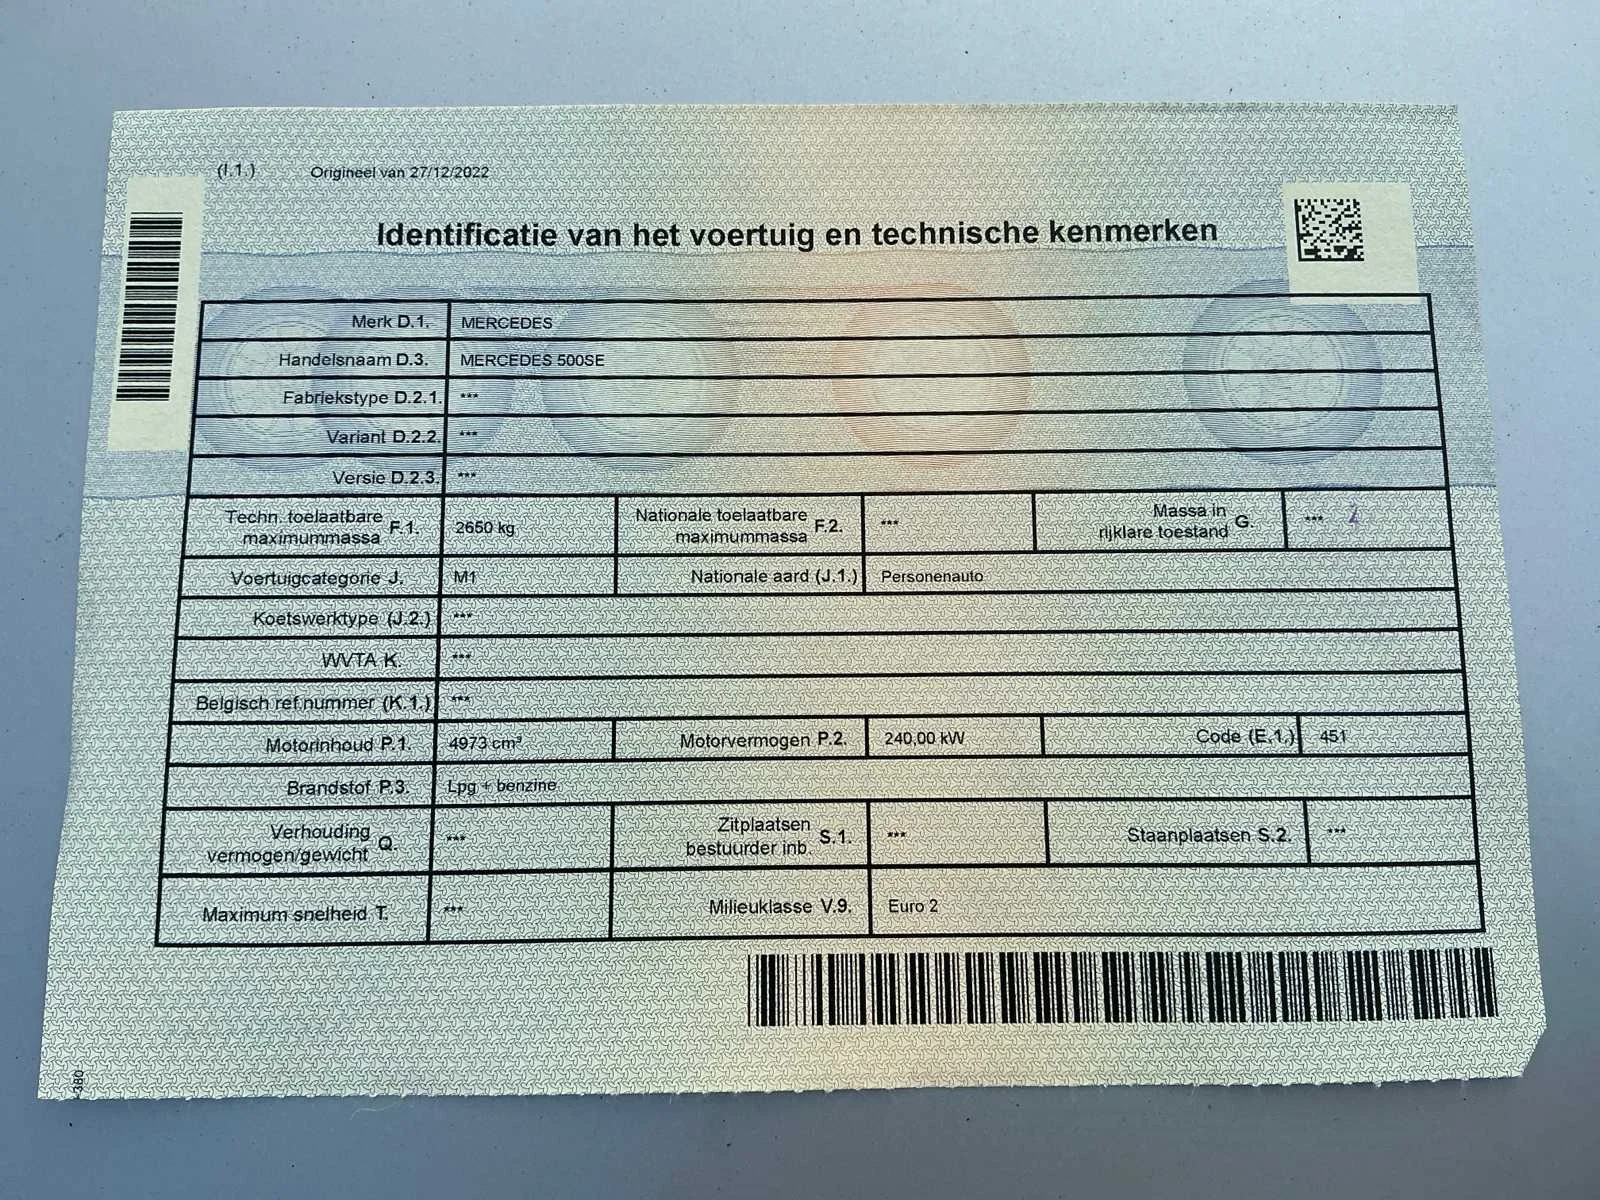 (I.1.) Origineel van 27/12/2022
Identificatie van het voertuig en technische kenmerken
Merk D.1. MERCEDES
Handelsnaam D.3. MERCEDES 500SE
Fabriekstype D.2.1. ***
Variant D.2.2. ***
Versie D.2.3. ***
Techn. toelaatbare maximummassa F.1. 2650 kg Nationale toelaatbare maximummassa F.2. *** Massa in rijklare toestand G. ***
Voertuigcategorie J. M1 Nationale aard (J.1.) Personenauto
Koetswerktype (J.2.) ***
WVTA K. ***
Belgisch ref.nummer (K.1.) ***
Motorinhoud P.1. 4973 cm³ Motorvermogen P.2. 240,00 kW Code (E.1.) 451
Brandstof P.3. Lpg + benzine
Verhouding vermogen/gewicht Q. *** Zitplaatsen bestuurder inb. S.1. *** Staanplaatsen S.2. ***
Maximum snelheid T. *** Milieuklasse V.9. Euro 2